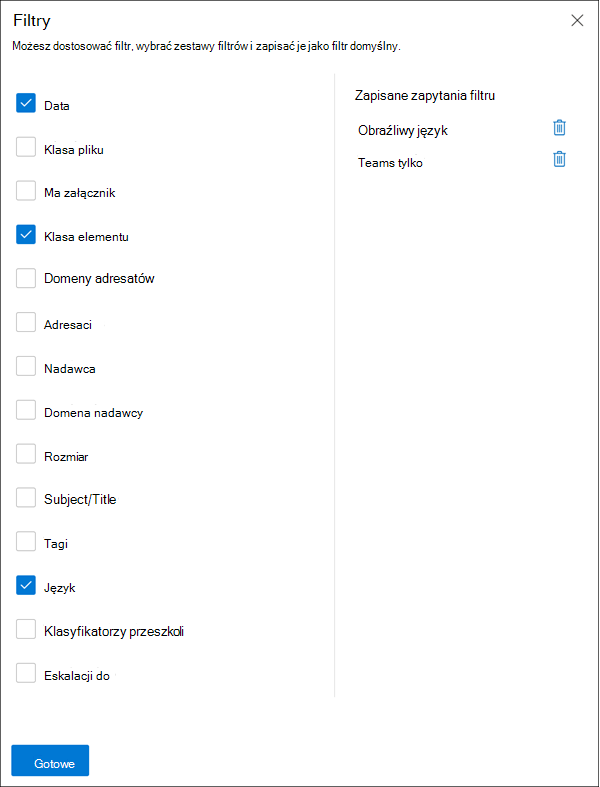 Filtry
Możesz dostosować filtr, wybrać zestawy filtrów i zapisać je jako filtr domyślny.
Data
Klasa pliku
Ma załącznik
Klasa elementu
Domeny adresatów
Adresaci
Nadawca
Domena nadawcy
Rozmiar
Subject/Title
Tagi
Język
Klasyfikatorzy przeszkoli
Eskalacji do
Zapisane zapytania filtru
Obraźliwy język
Teams tylko
Gotowe